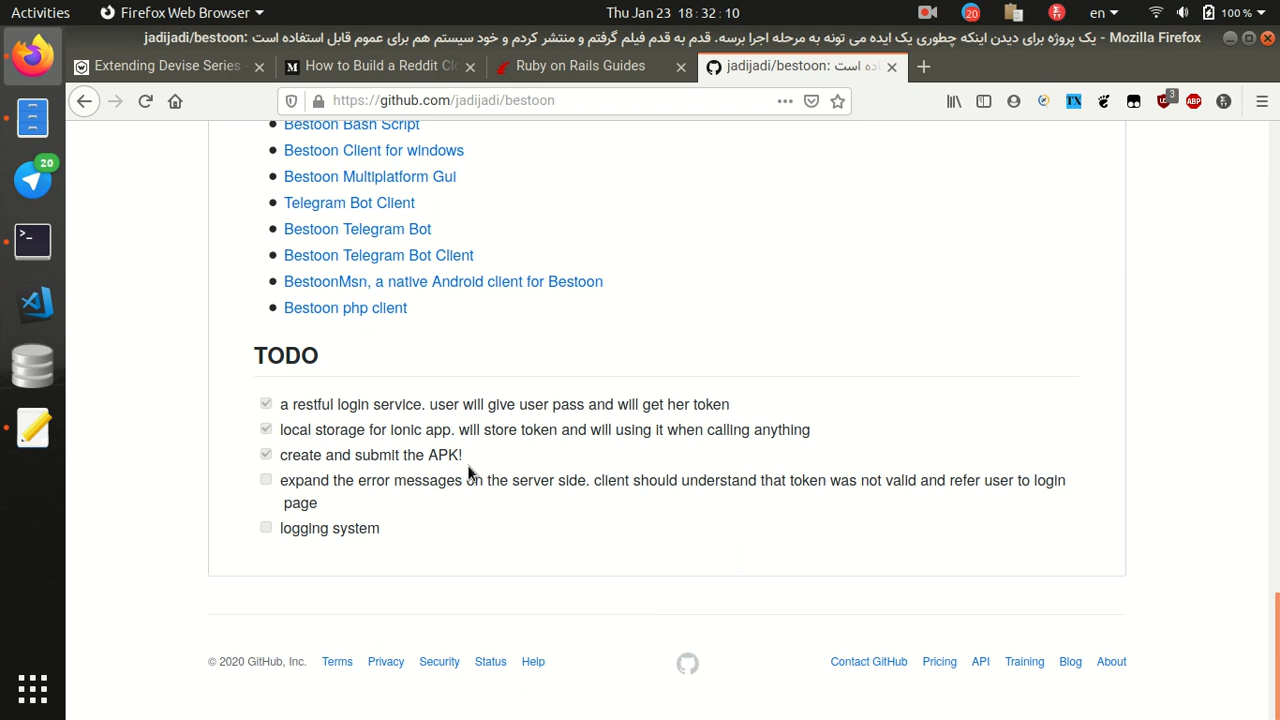 Activities
Firefox Web Browser
Thu Jan 23 18:32:10
20
en
100 %
jadijadi/bestoon: یک پروژه برای دیدن اینکه چطوری یک ایده می تونه به مرحله اجرا برسه. قدم به قدم فیلم گرفتم و منتشر کردم و خود سیستم هم برای عموم قابل استفاده است - Mozilla Firefox
Extending Devise Series
How to Build a Reddit Cl
Ruby on Rails Guides
jadijadi/bestoon:
https://github.com/jadijadi/bestoon
TX
3
ABP
20
Bestoon Bash Script
Bestoon Client for windows
Bestoon Multiplatform Gui
Telegram Bot Client
Bestoon Telegram Bot
Bestoon Telegram Bot Client
BestoonMsn, a native Android client for Bestoon
Bestoon php client
TODO
a restful login service. user will give user pass and will get her token
local storage for ionic app. will store token and will using it when calling anything
create and submit the APK!
expand the error messages on the server side. client should understand that token was not valid and refer user to login
page
logging system
© 2020 GitHub, Inc.
Terms
Privacy
Security
Status
Help
Contact GitHub
Pricing
API
Training
Blog
About